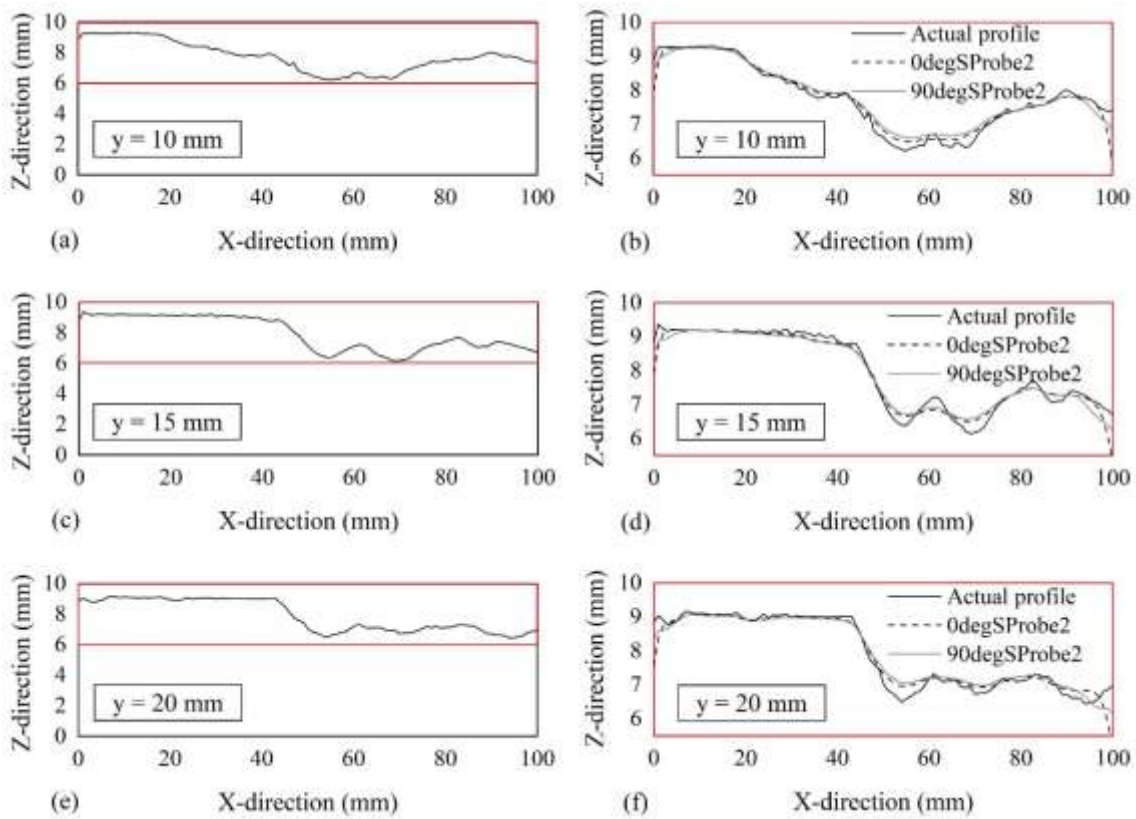 Z-direction (mm)
10
8
6
4
2
0
y = 10 mm
0 20 40 60 80 100
(a) X-direction (mm)
Z-direction (mm)
10
9
8
7
6
Actual profile
0degSProbe2
90degSProbe2
y = 10 mm
0 20 40 60 80 100
(b) X-direction (mm)
Z-direction (mm)
10
8
6
4
2
0
y = 15 mm
0 20 40 60 80 100
(c) X-direction (mm)
Z-direction (mm)
10
9
8
7
6
Actual profile
0degSProbe2
90degSProbe2
y = 15 mm
0 20 40 60 80 100
(d) X-direction (mm)
Z-direction (mm)
10
8
6
4
2
0
y = 20 mm
0 20 40 60 80 100
(e) X-direction (mm)
Z-direction (mm)
10
9
8
7
6
Actual profile
0degSProbe2
90degSProbe2
y = 20 mm
0 20 40 60 80 100
(f) X-direction (mm)